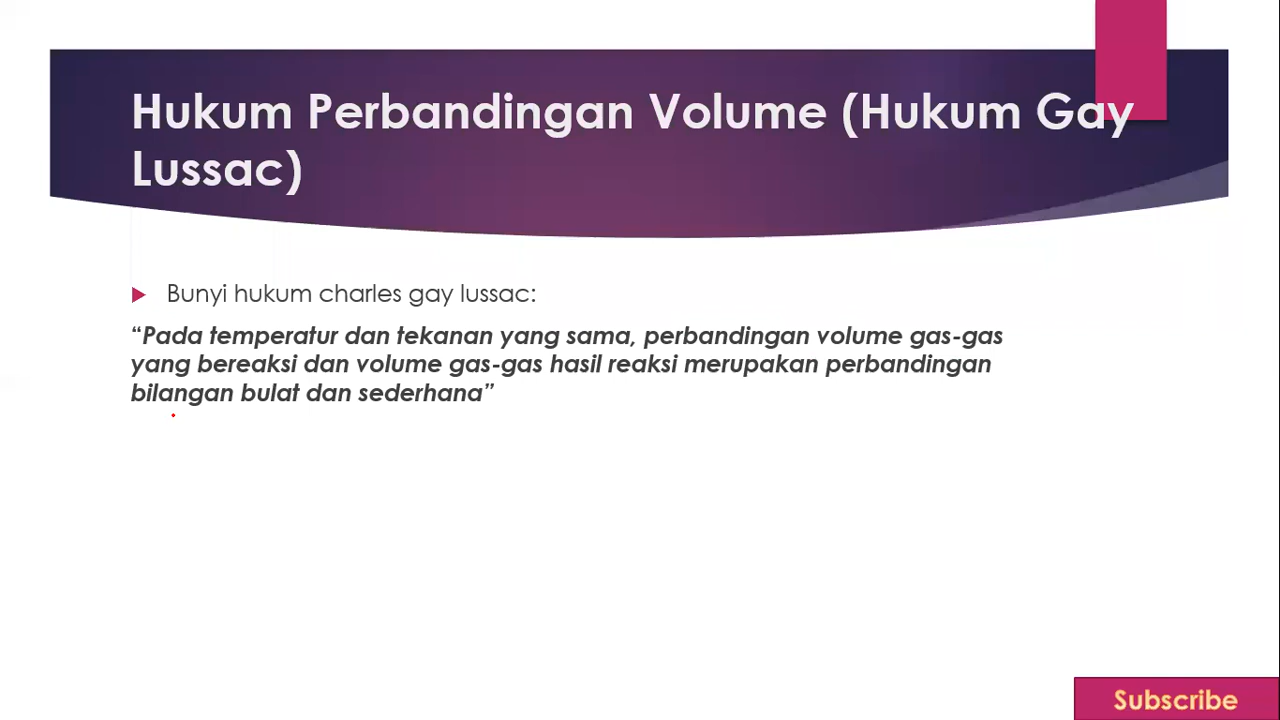 Hukum Perbandingan Volume (Hukum Gay
Lussac)
Bunyi hukum charles gay lussac:
“Pada temperatur dan tekanan yang sama, perbandingan volume gas-gas
yang bereaksi dan volume gas-gas hasil reaksi merupakan perbandingan
bilangan bulat dan sederhana”
Subscribe